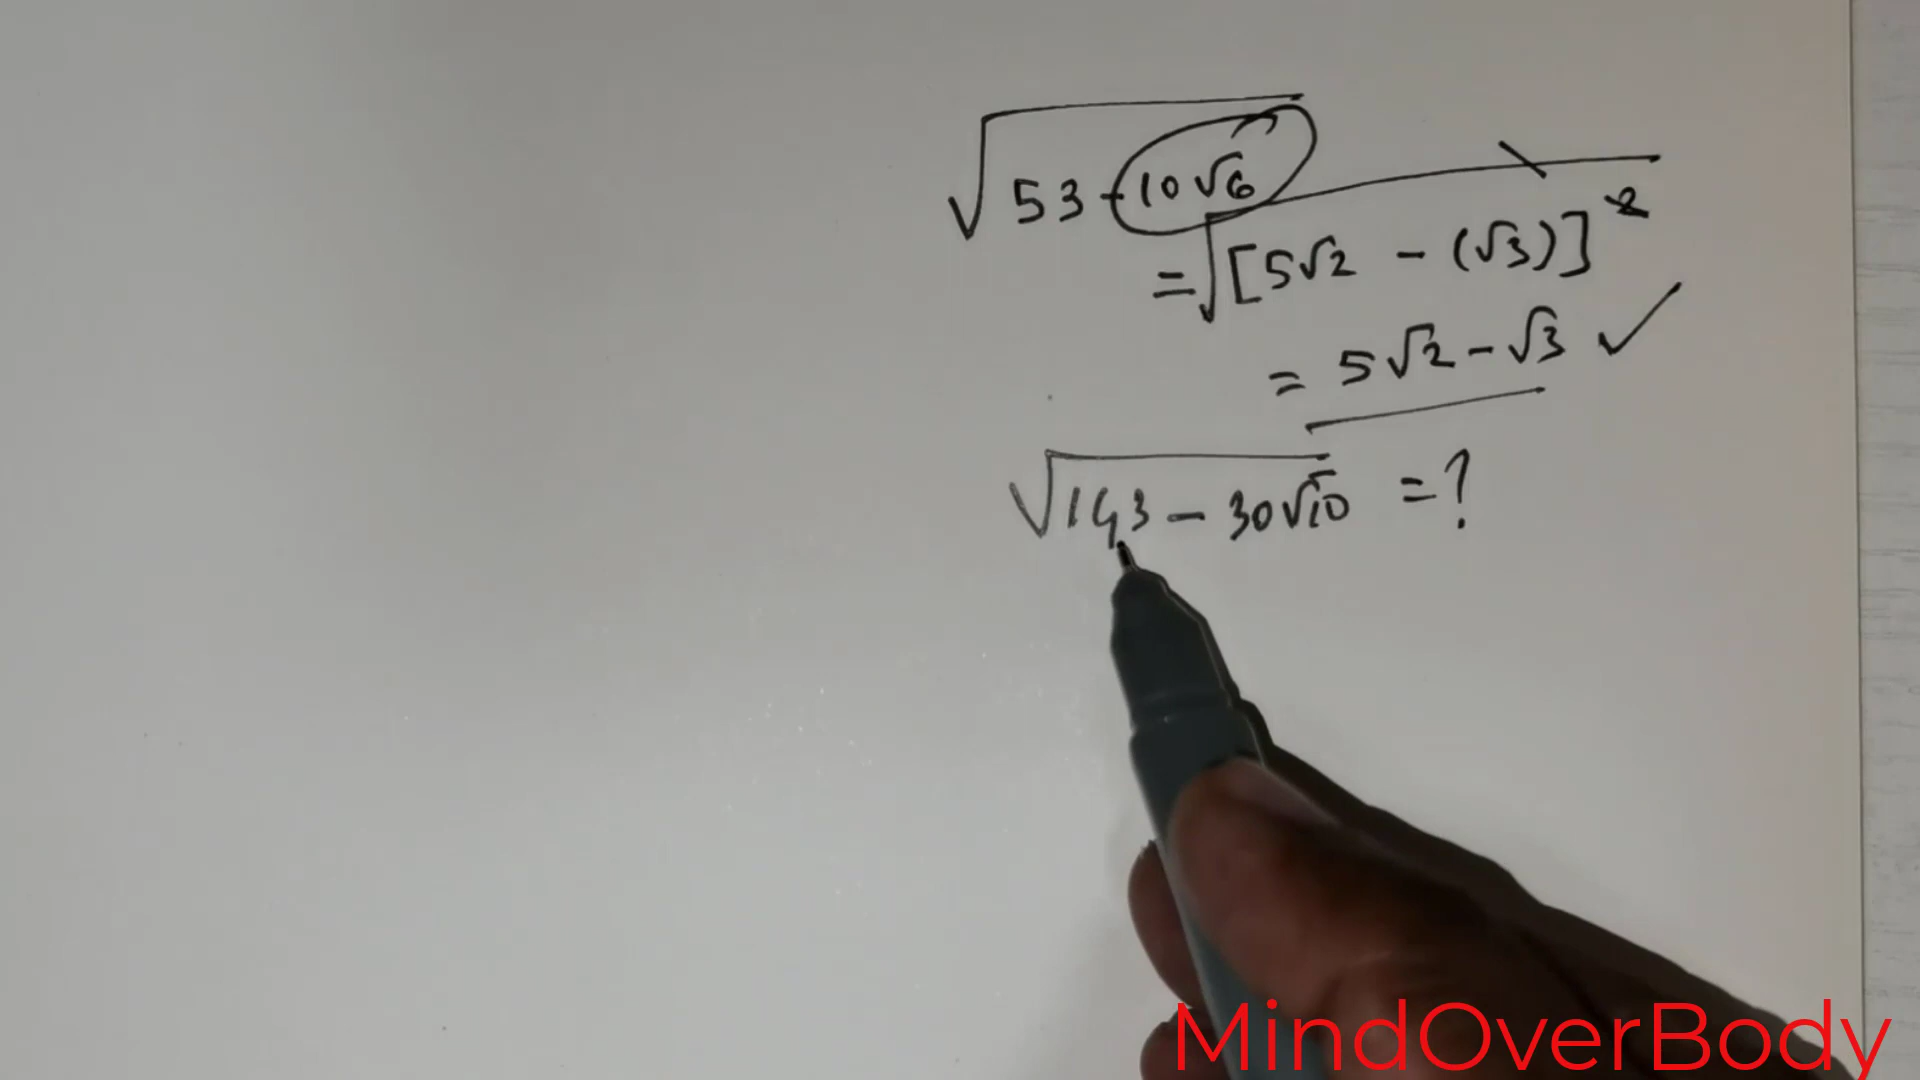 √53 - 10√6
= √[5√2 - (√3)]²
= 5√2 - √3 ✓
√143 - 30√10 = ?
MindOverBody